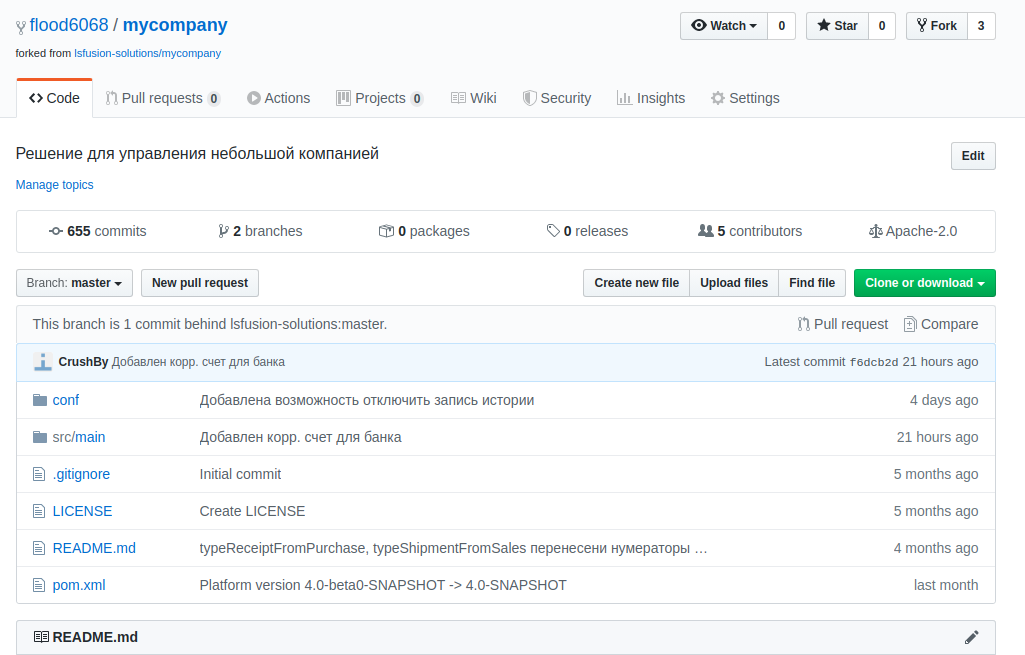 flood6068 / mycompany Watch 0 Star 0 Fork 3
forked from lsfusion-solutions/mycompany
Code Pull requests 0 Actions Projects 0 Wiki Security Insights Settings
Решение для управления небольшой компанией Edit
Manage topics
655 commits 2 branches 0 packages 0 releases 5 contributors Apache-2.0
Branch: master New pull request Create new file Upload files Find file Clone or download
This branch is 1 commit behind lsfusion-solutions:master. Pull request Compare
CrushBy Добавлен корр. счет для банка Latest commit f6dcb2d 21 hours ago
conf Добавлена возможность отключить запись истории 4 days ago
src/main Добавлен корр. счет для банка 21 hours ago
.gitignore Initial commit 5 months ago
LICENSE Create LICENSE 5 months ago
README.md typeReceiptFromPurchase, typeShipmentFromSales перенесени нумераторы … 4 months ago
pom.xml Platform version 4.0-beta0-SNAPSHOT -> 4.0-SNAPSHOT last month
README.md